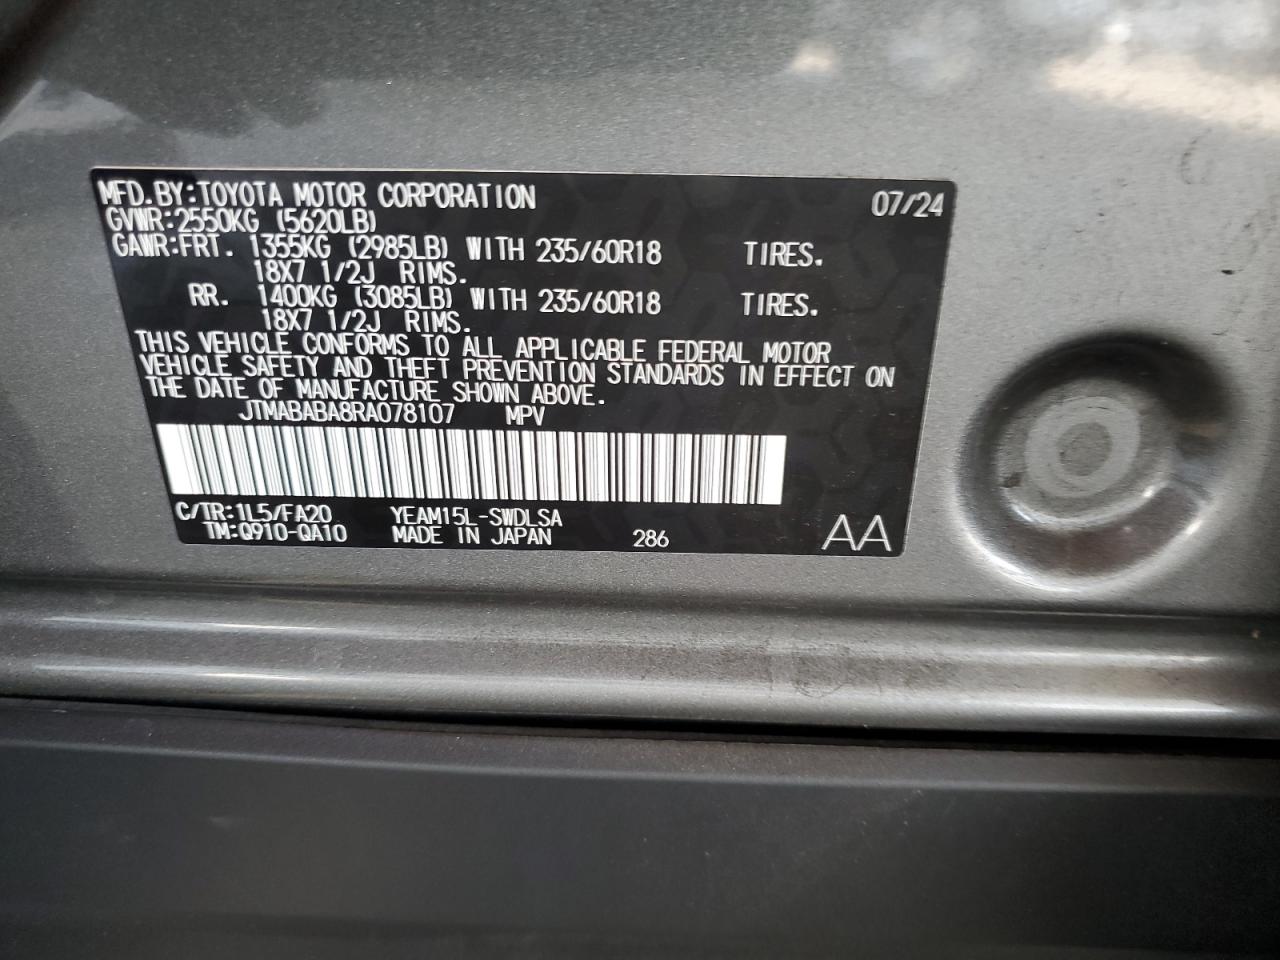 MFD.BY:TOYOTA MOTOR CORPORATION 07/24
GVWR:2550KG (5620LB)
GAWR:FRT. 1355KG (2985LB) WITH 235/60R18 TIRES.
18X7 1/2J RIMS.
RR. 1400KG (3085LB) WITH 235/60R18 TIRES.
18X7 1/2J RIMS.
THIS VEHICLE CONFORMS TO ALL APPLICABLE FEDERAL MOTOR
VEHICLE SAFETY AND THEFT PREVENTION STANDARDS IN EFFECT ON
THE DATE OF MANUFACTURE SHOWN ABOVE.
JTMABABA8RA078107 MPV
C/TR:1L5/FA20 YEAM15L-SWDLSA
TM:Q910-QA10 MADE IN JAPAN 286 AA